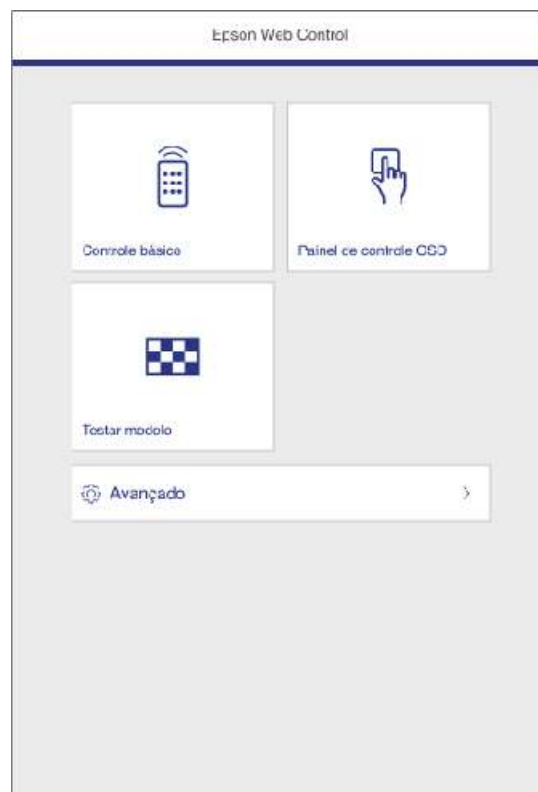 Epson Web Control
Controle básico
Painel de controle OSD
Testar modelo
Avançado